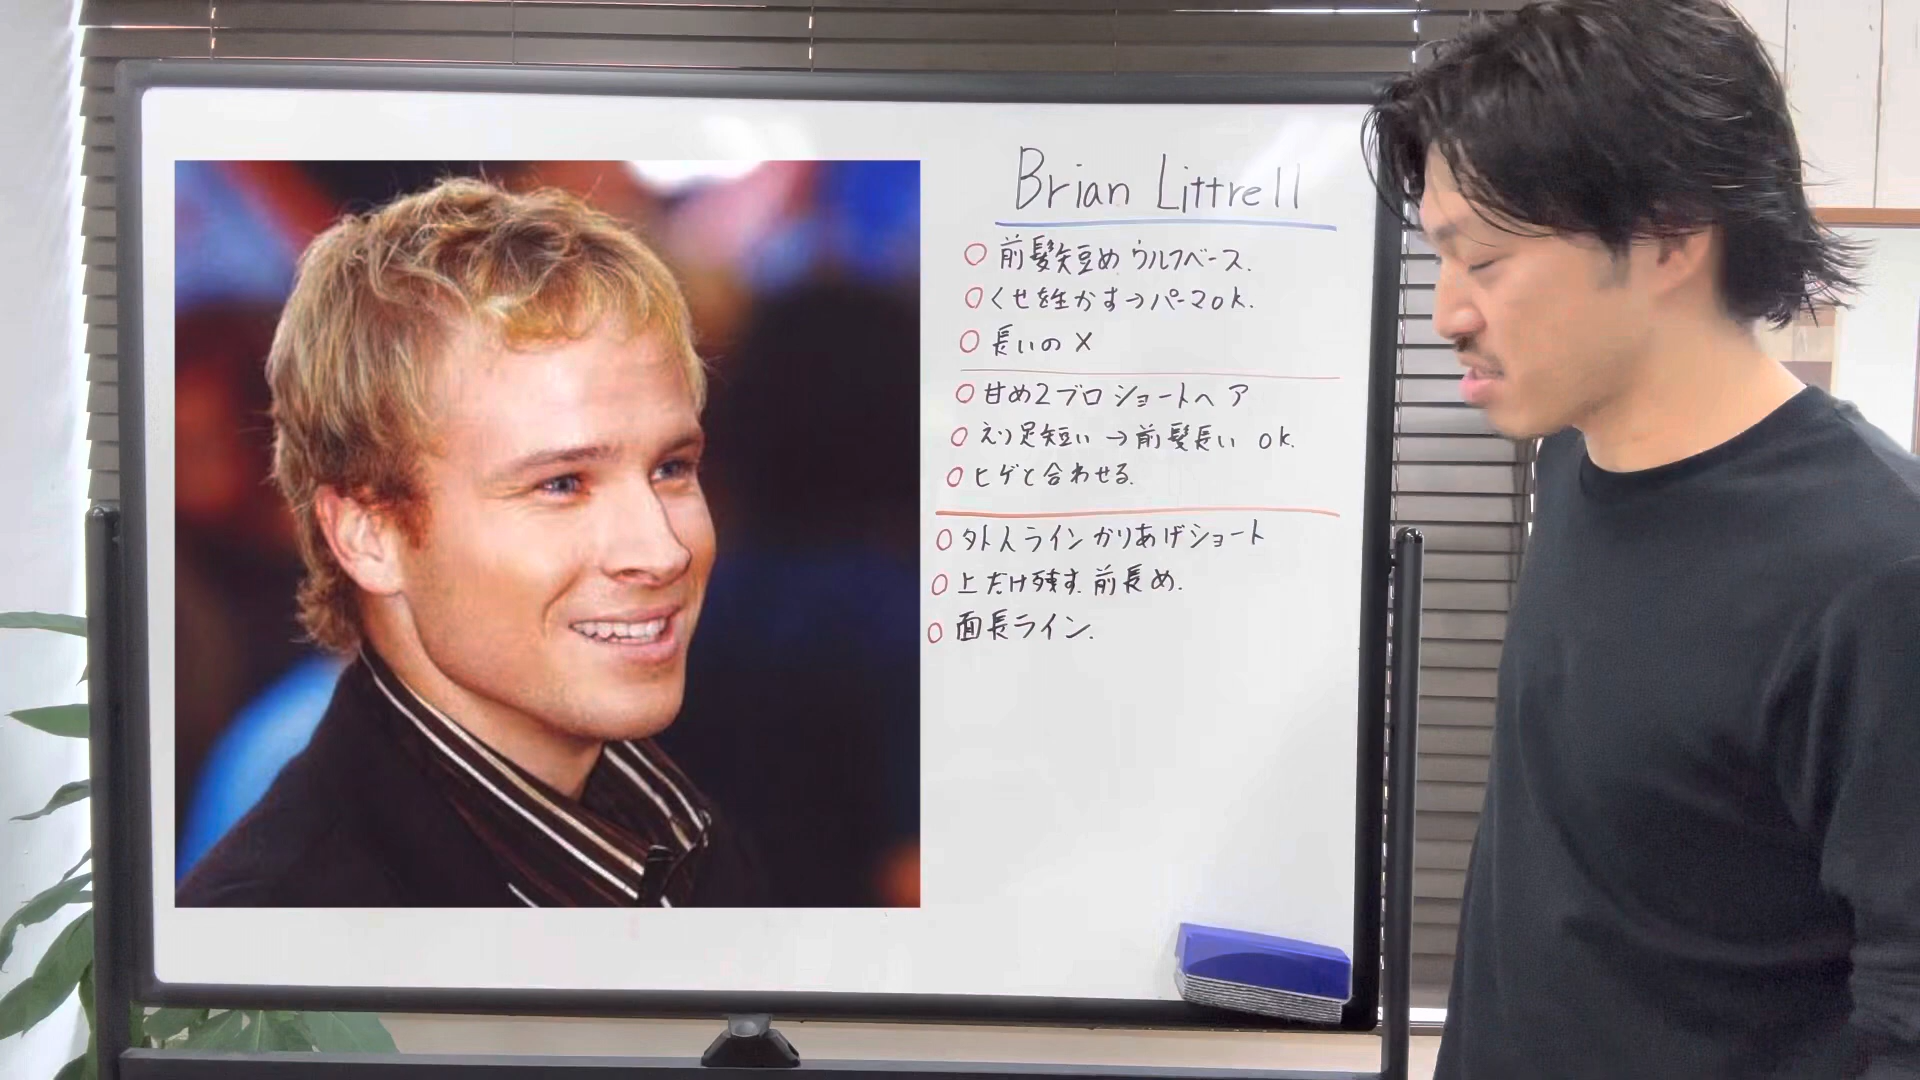 Brian Littrell
○ 前髪短め ウルフベース.
○ くせを生かす→パーマok.
○ 長いの ×
○ 甘め2ブロ ショートヘア
○ えり足短い → 前髪長い ok.
○ ヒゲと合わせる.
○ 外人ライン かりあげショート
○ 上だけ残す. 前長め.
○ 面長ライン.